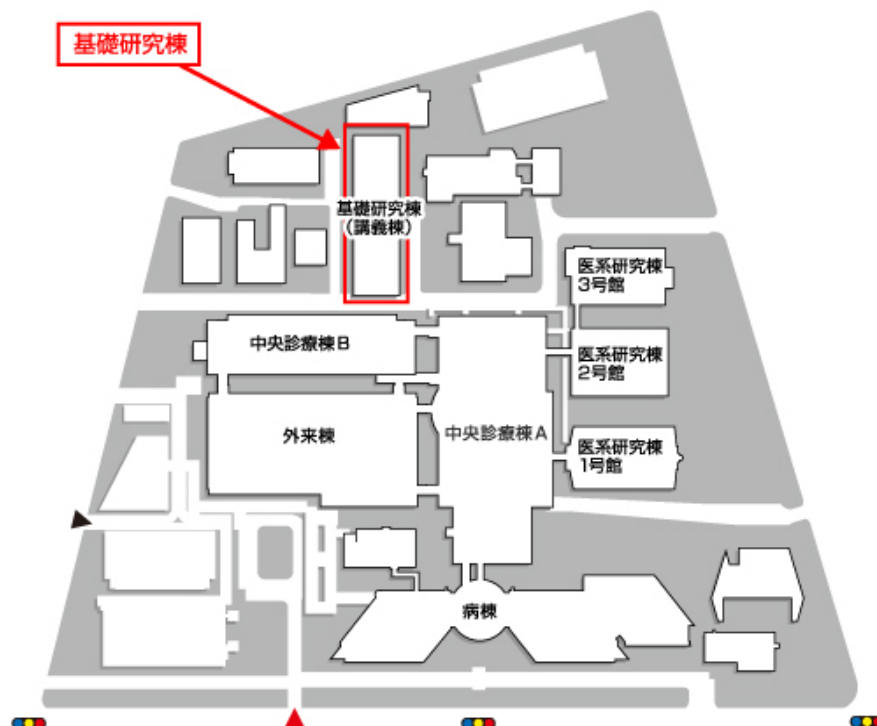 基礎研究棟
基礎研究棟
（講義棟）
医系研究棟
3号館
中央診療棟B
医系研究棟
2号館
外来棟
中央診療棟A
医系研究棟
1号館
病棟